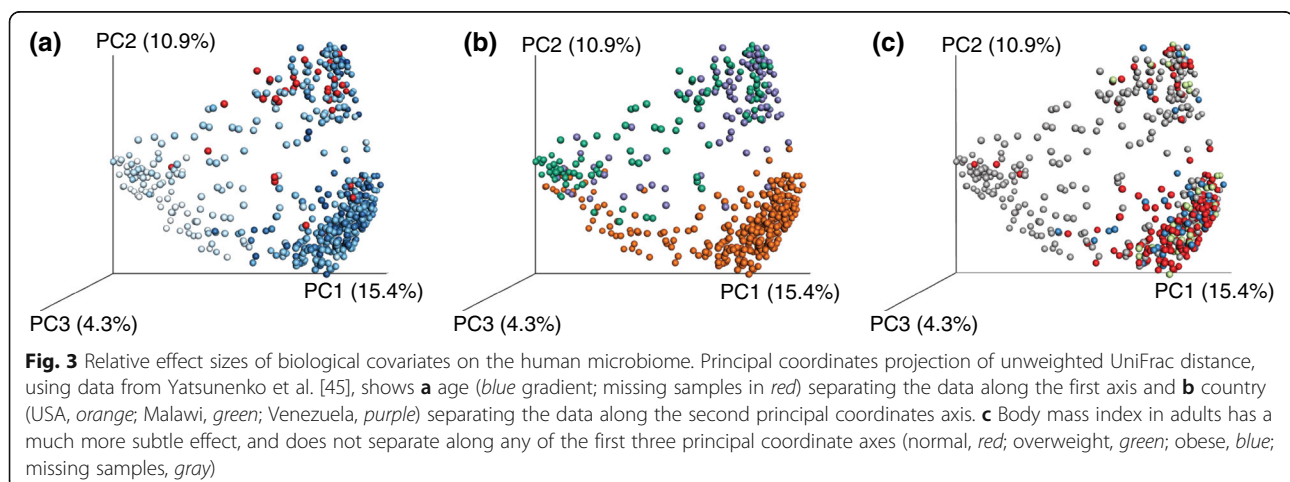 (a)
PC2 (10.9%)
PC1 (15.4%)
PC3 (4.3%)
(b)
PC2 (10.9%)
PC1 (15.4%)
PC3 (4.3%)
(c)
PC2 (10.9%)
PC1 (15.4%)
PC3 (4.3%)
Fig. 3 Relative effect sizes of biological covariates on the human microbiome. Principal coordinates projection of unweighted UniFrac distance,
using data from Yatsunenko et al. [45], shows a age (blue gradient; missing samples in red) separating the data along the first axis and b country
(USA, orange; Malawi, green; Venezuela, purple) separating the data along the second principal coordinates axis. c Body mass index in adults has a
much more subtle effect, and does not separate along any of the first three principal coordinate axes (normal, red; overweight, green; obese, blue;
missing samples, gray)